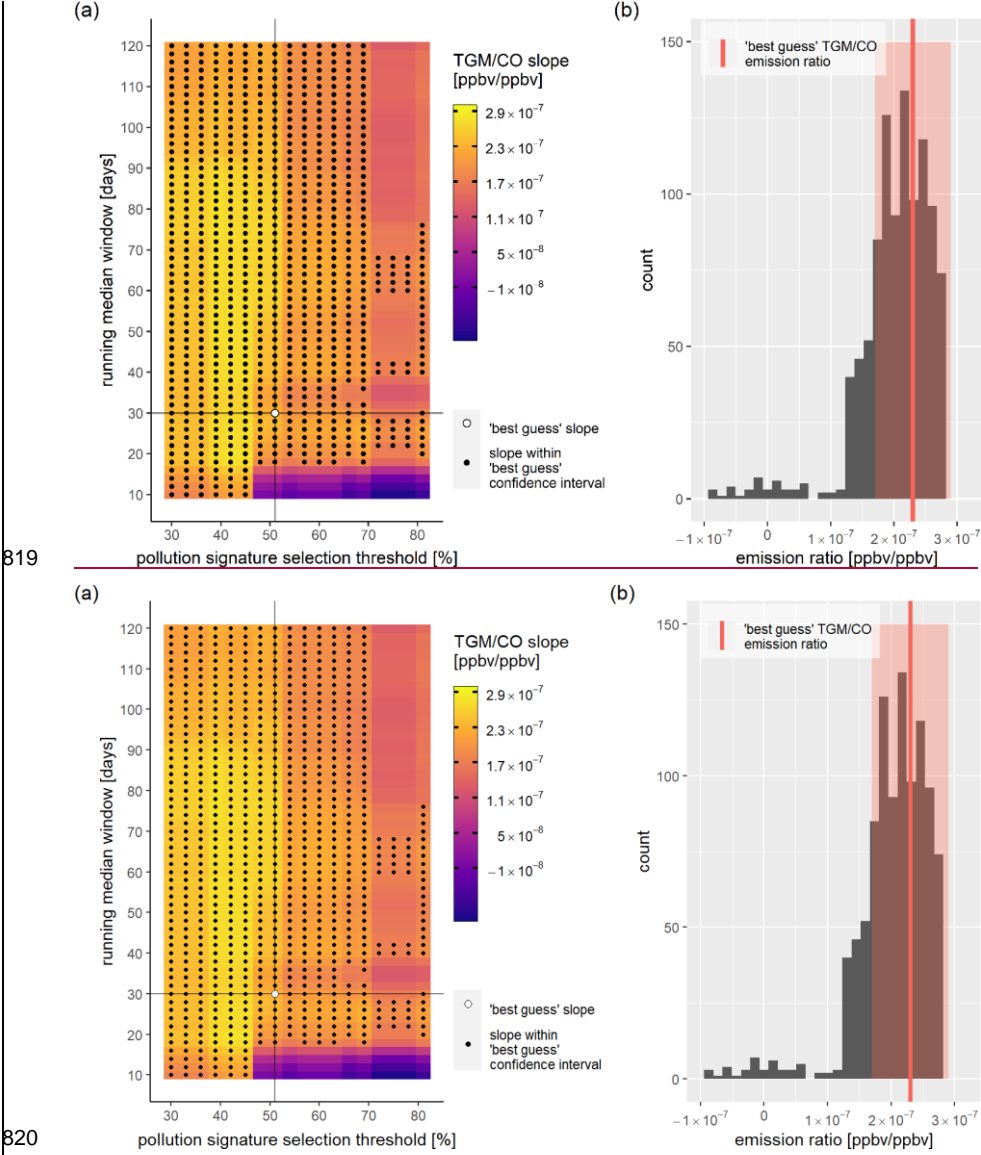 (a)
120
110
100
90
80
70
60
50
40
30
20
10
running median window [days]
30
40
50
60
70
80
pollution signature selection threshold [%]
TGM/CO slope
[ppbv/ppbv]
2.9 × 10⁻⁷
2.3 × 10⁻⁷
1.7 × 10⁻⁷
1.1 × 10⁻⁷
5 × 10⁻⁸
−1 × 10⁻⁸
'best guess' slope
slope within
'best guess'
confidence interval
(b)
150
100
50
0
count
'best guess' TGM/CO
emission ratio
−1 × 10⁻⁷
0
1 × 10⁻⁷
2 × 10⁻⁷
3 × 10⁻⁷
emission ratio [ppbv/ppbv]
819
(a)
120
110
100
90
80
70
60
50
40
30
20
10
running median window [days]
30
40
50
60
70
80
pollution signature selection threshold [%]
TGM/CO slope
[ppbv/ppbv]
2.9 × 10⁻⁷
2.3 × 10⁻⁷
1.7 × 10⁻⁷
1.1 × 10⁻⁷
5 × 10⁻⁸
−1 × 10⁻⁸
'best guess' slope
slope within
'best guess'
confidence interval
(b)
150
100
50
0
count
'best guess' TGM/CO
emission ratio
−1 × 10⁻⁷
0
1 × 10⁻⁷
2 × 10⁻⁷
3 × 10⁻⁷
emission ratio [ppbv/ppbv]
820